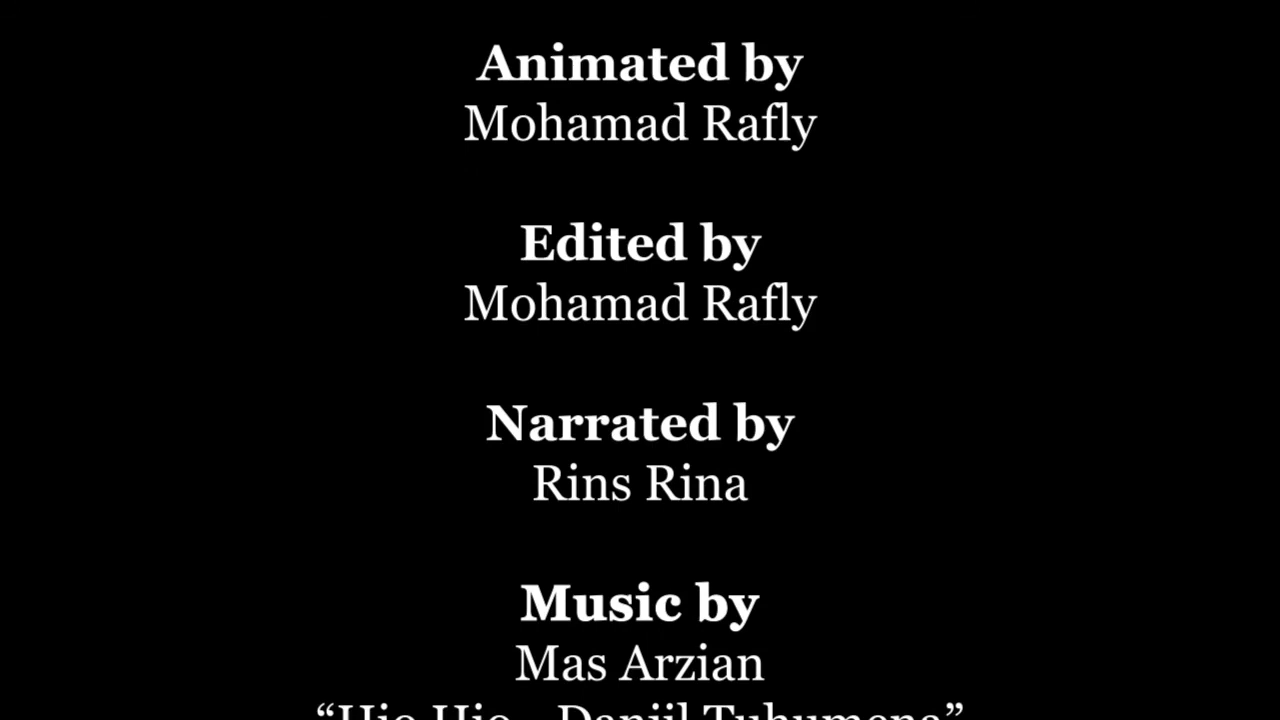 Animated by
Mohamad Rafly
Edited by
Mohamad Rafly
Narrated by
Rins Rina
Music by
Mas Arzian